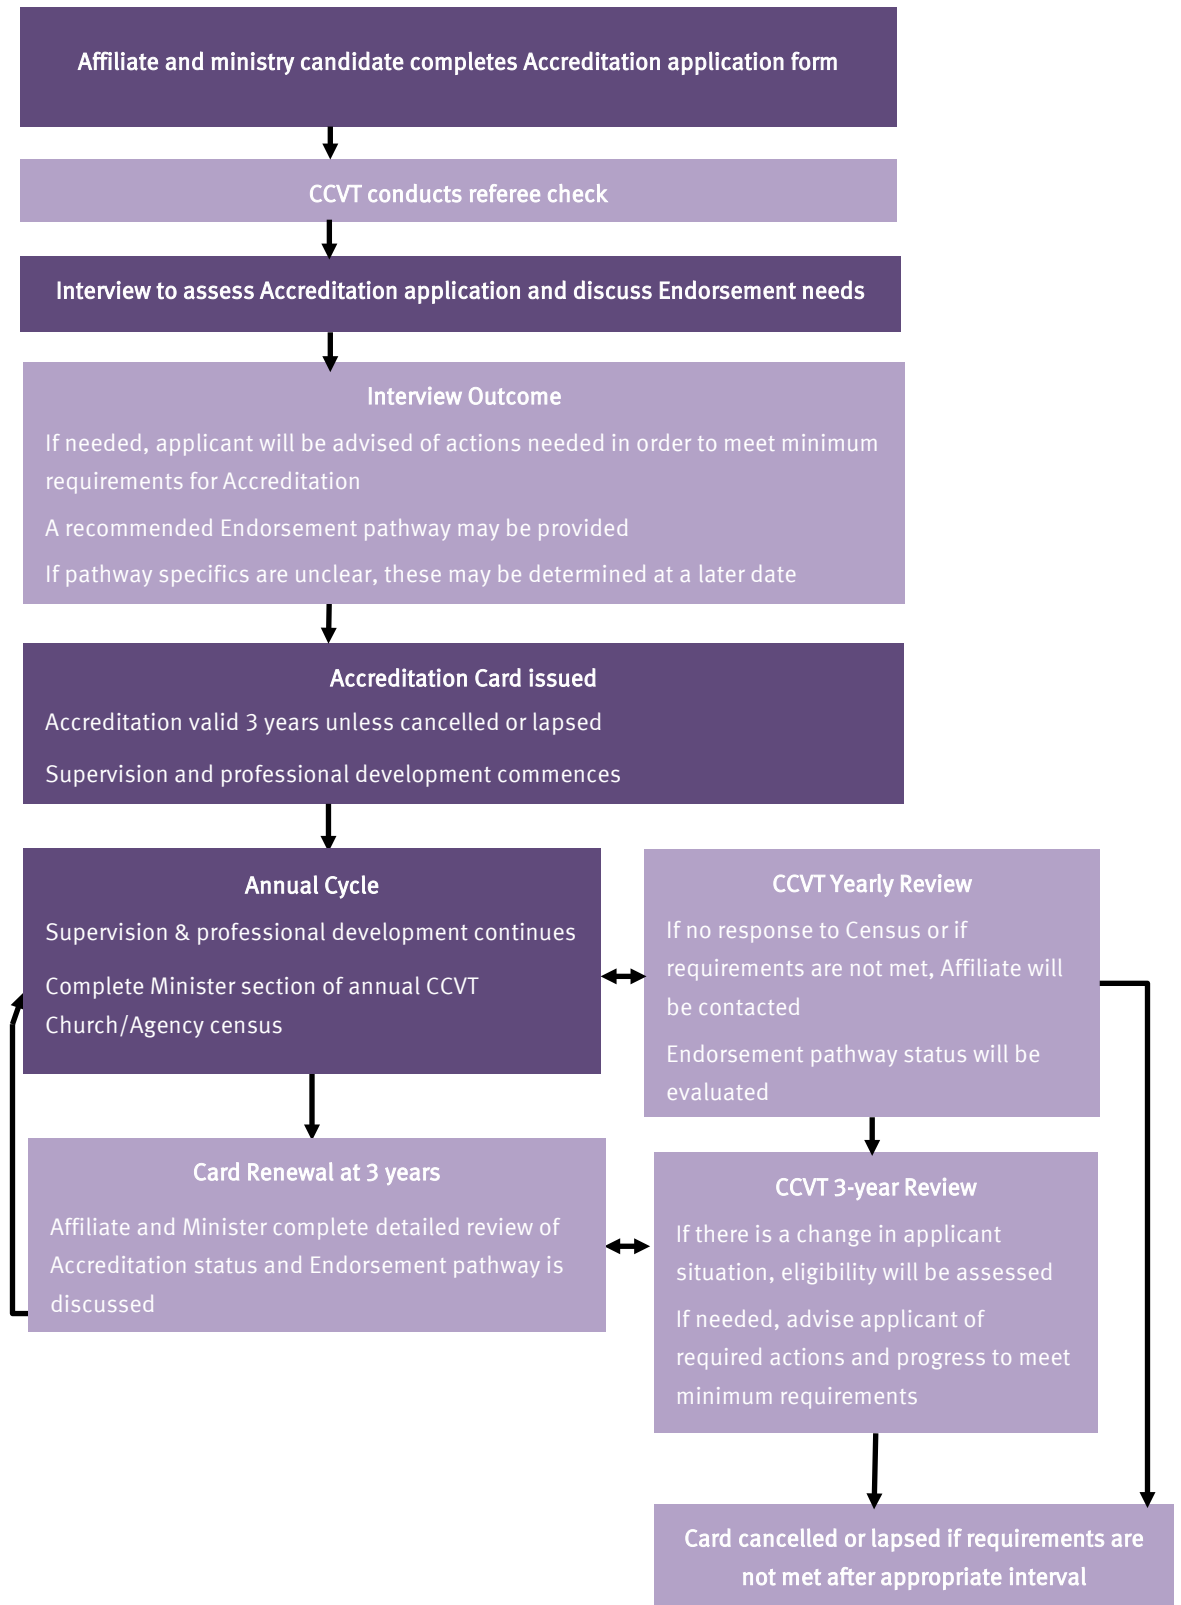 Affiliate and ministry candidate completes Accreditation application form
CCVT conducts referee check
Interview to assess Accreditation application and discuss Endorsement needs
Interview Outcome
If needed, applicant will be advised of actions needed in order to meet minimum
requirements for Accreditation
A recommended Endorsement pathway may be provided
If pathway specifics are unclear, these may be determined at a later date
Accreditation Card issued
Accreditation valid 3 years unless cancelled or lapsed
Supervision and professional development commences
Annual Cycle
Supervision & professional development continues
Complete Minister section of annual CCVT
Church/Agency census
CCVT Yearly Review
If no response to Census or if
requirements are not met, Affiliate will
be contacted
Endorsement pathway status will be
evaluated
Card Renewal at 3 years
Affiliate and Minister complete detailed review of
Accreditation status and Endorsement pathway is
discussed
CCVT 3-year Review
If there is a change in applicant
situation, eligibility will be assessed
If needed, advise applicant of
required actions and progress to meet
minimum requirements
Card cancelled or lapsed if requirements are
not met after appropriate interval